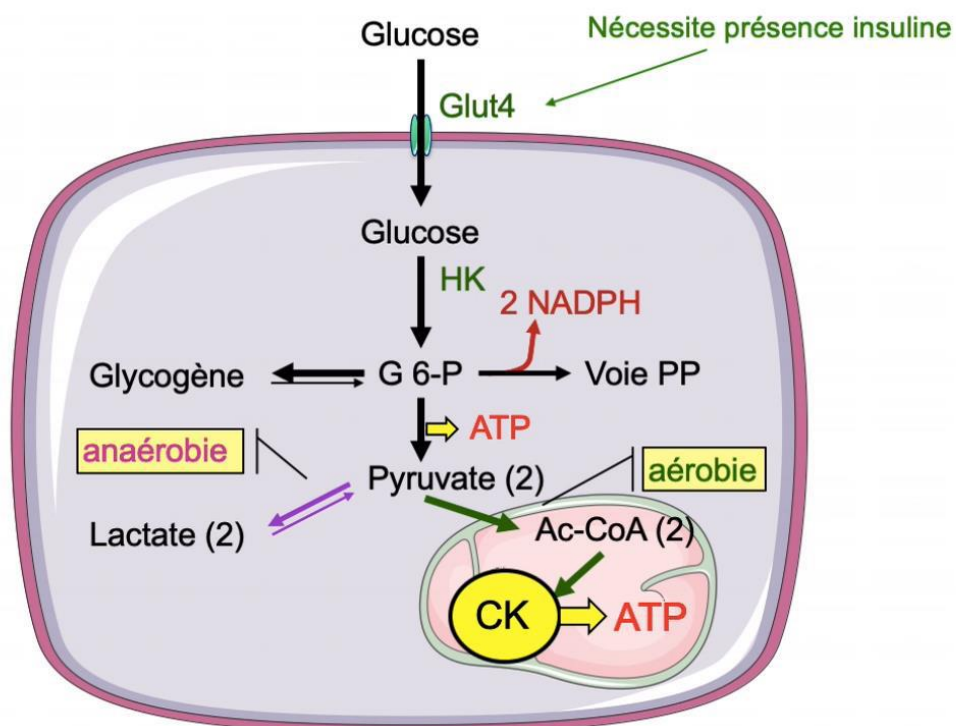 Glucose
Nécessite présence insuline
Glut4
Glucose
HK
2 NADPH
Glycogène
G 6-P
Voie PP
ATP
anaérobie
Pyruvate (2)
aérobie
Lactate (2)
Ac-CoA (2)
CK
ATP